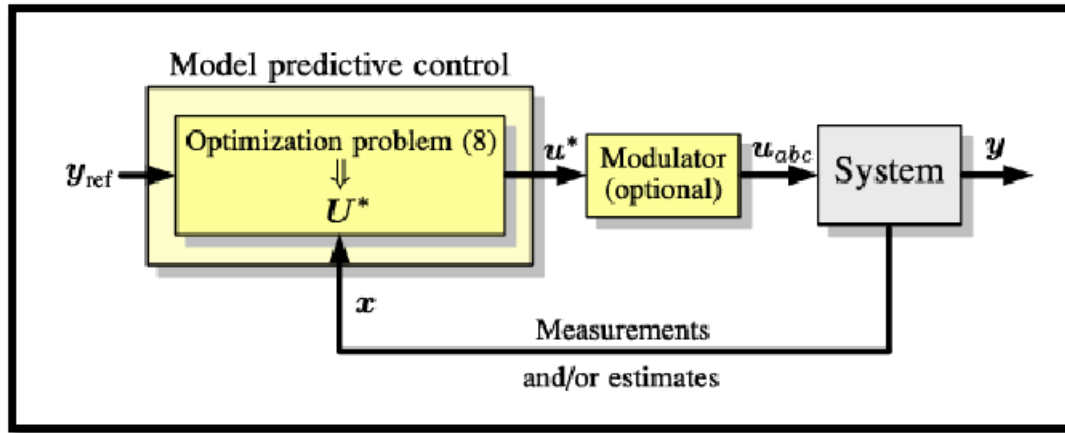 Model predictive control
Optimization problem (8)
⇓
U*
y_ref
u*
Modulator
(optional)
u_abc
System
y
x
Measurements
and/or estimates